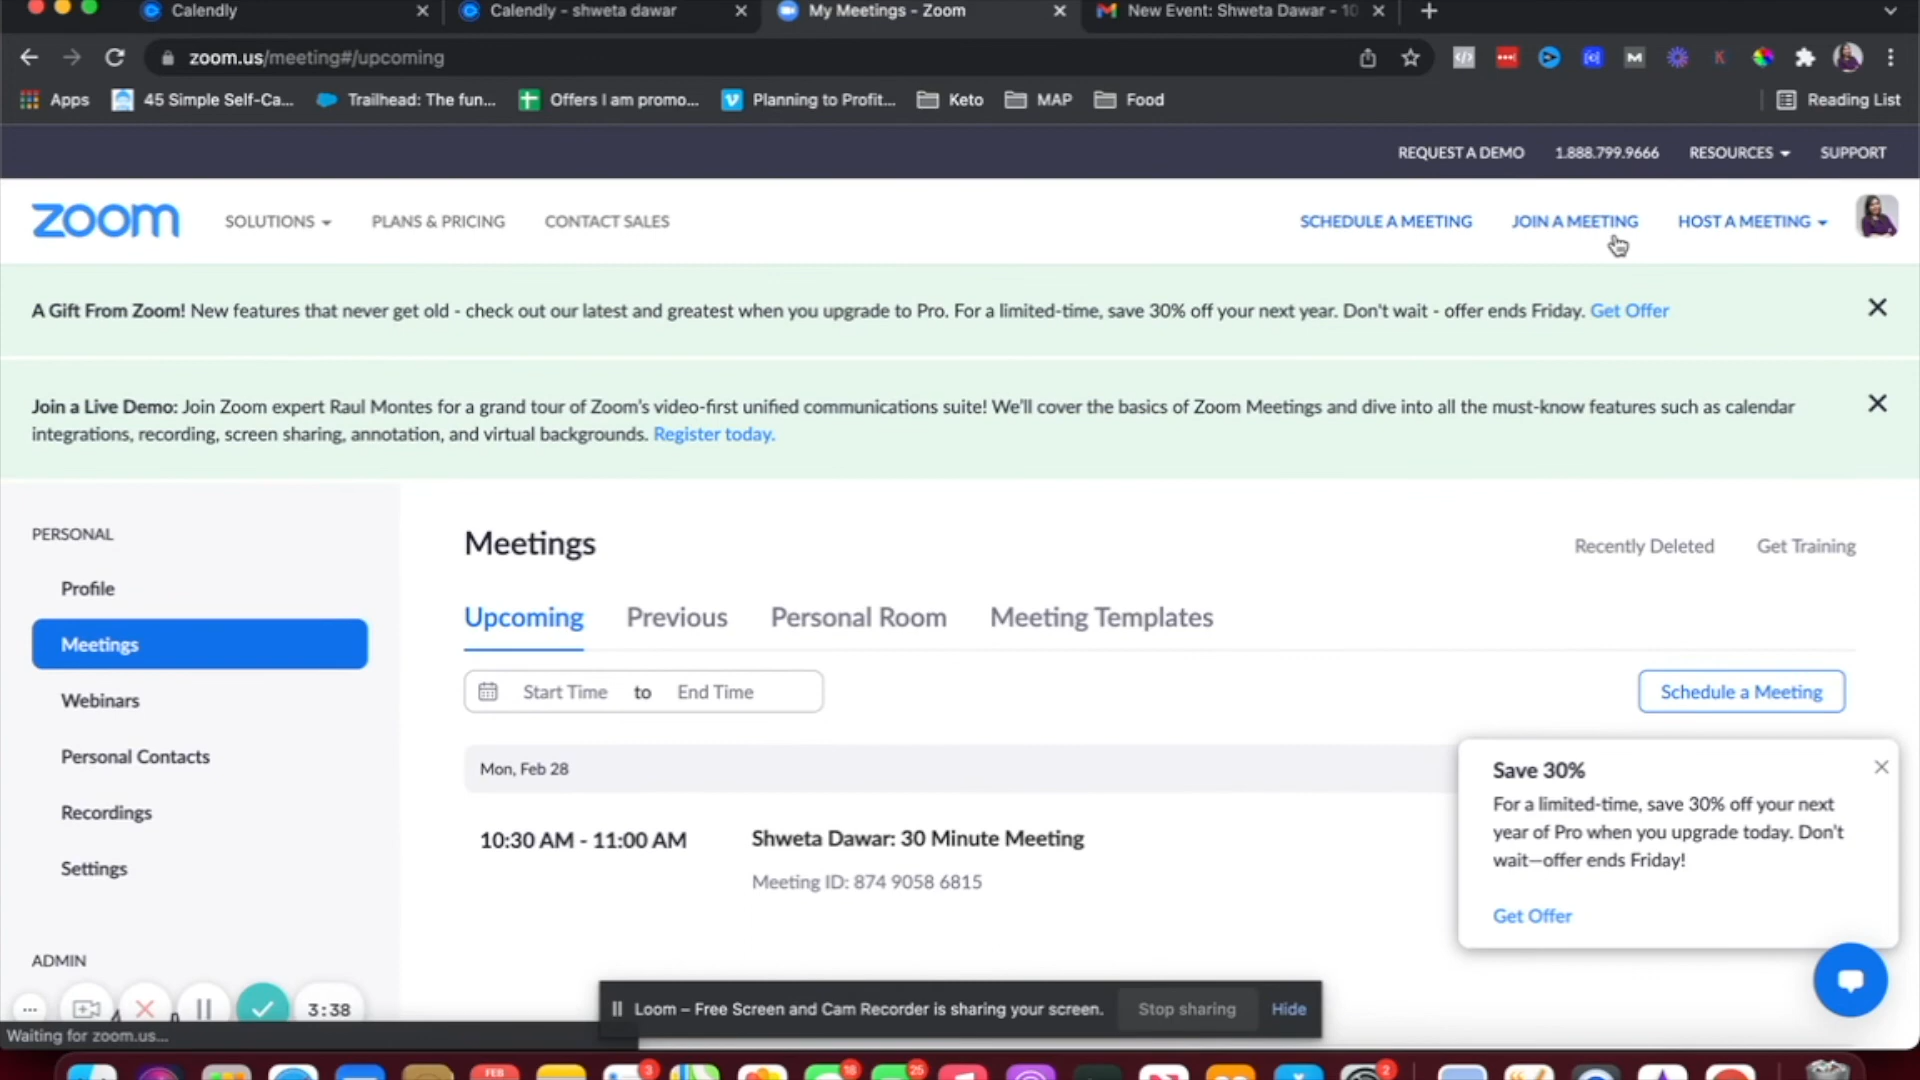 Calendly
Calendly - shweta dawar
My Meetings - Zoom
New Event: Shweta Dawar - 10
zoom.us/meeting#/upcoming
Apps
45 Simple Self-Ca...
Trailhead: The fun...
Offers I am promo...
Planning to Profit...
Keto
MAP
Food
Reading List
REQUEST A DEMO
1.888.799.9666
RESOURCES
SUPPORT
zoom
SOLUTIONS
PLANS & PRICING
CONTACT SALES
SCHEDULE A MEETING
JOIN A MEETING
HOST A MEETING
A Gift From Zoom! New features that never get old - check out our latest and greatest when you upgrade to Pro. For a limited-time, save 30% off your next year. Don't wait - offer ends Friday. Get Offer
Join a Live Demo: Join Zoom expert Raul Montes for a grand tour of Zoom's video-first unified communications suite! We'll cover the basics of Zoom Meetings and dive into all the must-know features such as calendar
integrations, recording, screen sharing, annotation, and virtual backgrounds. Register today.
PERSONAL
Profile
Meetings
Webinars
Personal Contacts
Recordings
Settings
ADMIN
Meetings
Recently Deleted
Get Training
Upcoming
Previous
Personal Room
Meeting Templates
Start Time to End Time
Schedule a Meeting
Mon, Feb 28
10:30 AM - 11:00 AM
Shweta Dawar: 30 Minute Meeting
Meeting ID: 874 9058 6815
Save 30%
For a limited-time, save 30% off your next
year of Pro when you upgrade today. Don't
wait—offer ends Friday!
Get Offer
3:38
Loom – Free Screen and Cam Recorder is sharing your screen.
Stop sharing
Hide
Waiting for zoom.us...
FEB
3
18
25
2